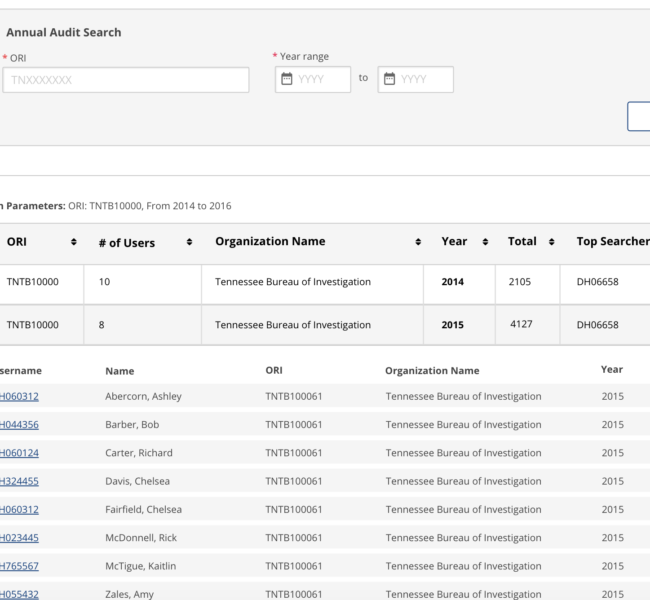 Annual Audit Search
* ORI * Year range
TNXXXXXXX YYYY to YYYY
Parameters: ORI: TNTB10000, From 2014 to 2016
ORI # of Users Organization Name Year Total Top Searcher
TNTB10000 10 Tennessee Bureau of Investigation 2014 2105 DH06658
TNTB10000 8 Tennessee Bureau of Investigation 2015 4127 DH06658
sername Name ORI Organization Name Year
H060312 Abercorn, Ashley TNTB100061 Tennessee Bureau of Investigation 2015
H044356 Barber, Bob TNTB100061 Tennessee Bureau of Investigation 2015
H060124 Carter, Richard TNTB100061 Tennessee Bureau of Investigation 2015
H324455 Davis, Chelsea TNTB100061 Tennessee Bureau of Investigation 2015
H060312 Fairfield, Chelsea TNTB100061 Tennessee Bureau of Investigation 2015
H023445 McDonnell, Rick TNTB100061 Tennessee Bureau of Investigation 2015
H765567 McTigue, Kaitlin TNTB100061 Tennessee Bureau of Investigation 2015
H055432 Zales, Amy TNTB100061 Tennessee Bureau of Investigation 2015